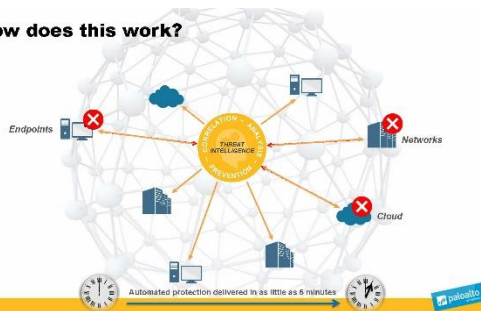 ow does this work?
Endpoints
CORRELATION - ANALYSIS - PREVENTION -
THREAT
INTELLIGENCE
Networks
Cloud
Automated protection delivered in as little as 5 minutes
paloalto